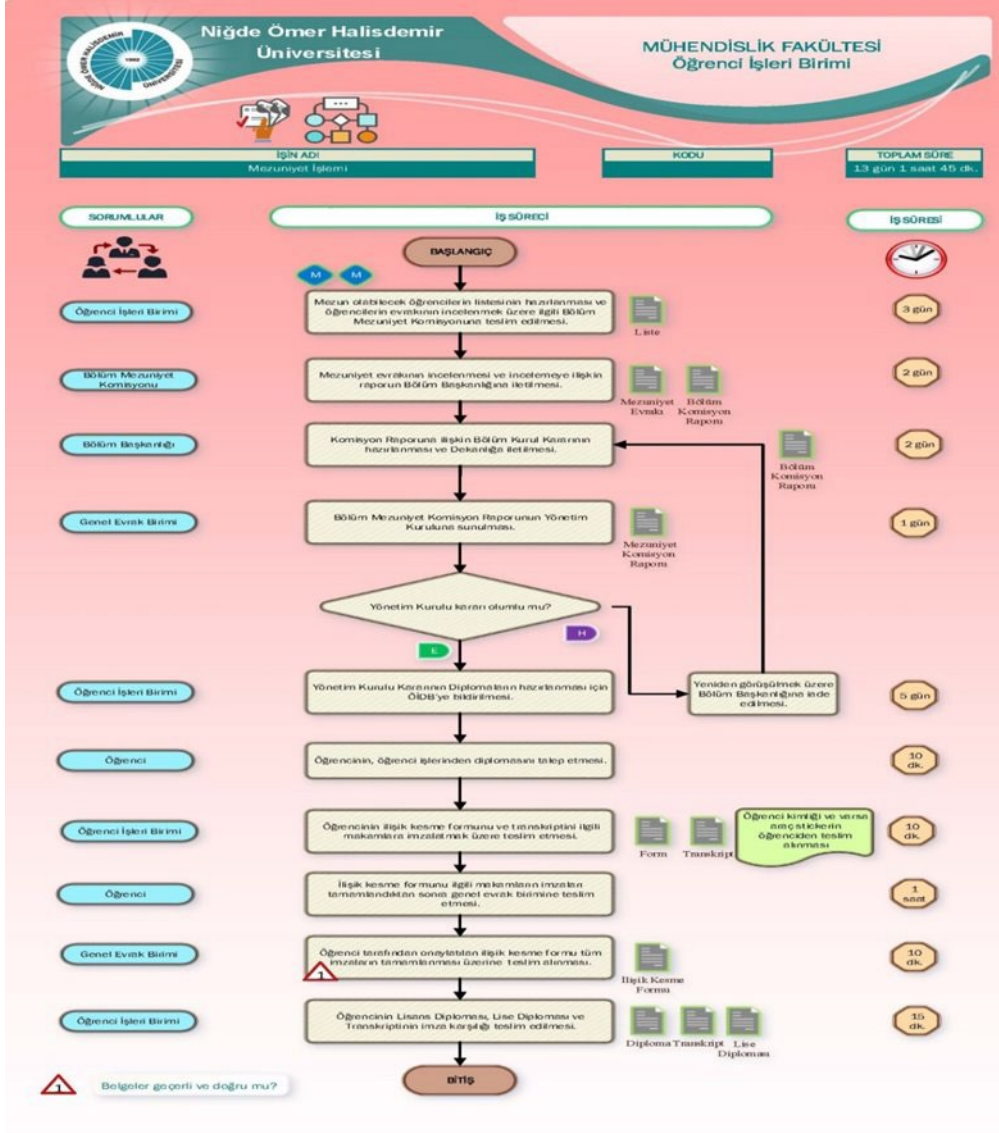 Niğde Ömer Halisdemir
Üniversitesi
NİĞDE ÖMER HALİSDEMİR ÜNİVERSİTESİ
1992
MÜHENDİSLİK FAKÜLTESİ
Öğrenci İşleri Birimi
İŞİN ADI
Mezuniyet İşlemi
KODU
TOPLAM SÜRE
13 gün 1 saat 45 dk.
SORUMLULAR
İŞ SÜRECİ
İŞ SÜRESİ
BAŞLANGIÇ
M
M
Öğrenci İşleri Birimi
Mezun olabilecek öğrencilerin listesinin hazırlanması ve
öğrencilerin evrakının incelenmek üzere ilgili Bölüm
Mezuniyet Komisyonuna teslim edilmesi.
Liste
3 gün
Bölüm Mezuniyet
Komisyonu
Mezuniyet evrakının incelenmesi ve incelemeye ilişkin
raporun Bölüm Başkanlığına iletilmesi.
Mezuniyet
Evrakı
Bölüm
Komisyon
Raporu
2 gün
Bölüm Başkanlığı
Komisyon Raporuna ilişkin Bölüm Kurul Kararının
hazırlanması ve Dekanlığa iletilmesi.
Bölüm
Komisyon
Raporu
2 gün
Genel Evrak Birimi
Bölüm Mezuniyet Komisyon Raporunun Yönetim
Kuruluna sunulması.
Mezuniyet
Komisyon
Raporu
1 gün
Yönetim Kurulu kararı olumlu mu?
H
E
Öğrenci İşleri Birimi
Yönetim Kurulu Kararının Diplomaların hazırlanması için
ÖİDB'ye bildirilmesi.
Yeniden görüşülmek üzere
Bölüm Başkanlığına iade
edilmesi.
5 gün
Öğrenci
Öğrencinin, öğrenci işlerinden diplomasını talep etmesi.
10
dk.
Öğrenci İşleri Birimi
Öğrencinin ilişik kesme formunu ve transkriptini ilgili
makamlara imzalatmak üzere teslim etmesi.
Form
Transkript
Öğrenci kimliği ve varsa
araç stickerin
öğrenciden teslim
alınması
10
dk.
Öğrenci
İlişik kesme formunu ilgili makamların imzaları
tamamlandıktan sonra genel evrak birimine teslim
etmesi.
1
saat
Genel Evrak Birimi
Öğrenci tarafından onaylatılan ilişik kesme formu tüm
imzaların tamamlanması üzerine teslim alınması.
1
İlişik Kesme
Formu
10
dk.
Öğrenci İşleri Birimi
Öğrencinin Lisans Diploması, Lise Diploması ve
Transkriptinin imza karşılığı teslim edilmesi.
Diploma
Transkript
Lise
Diploması
15
dk.
BİTİŞ
1
Belgeler geçerli ve doğru mu?